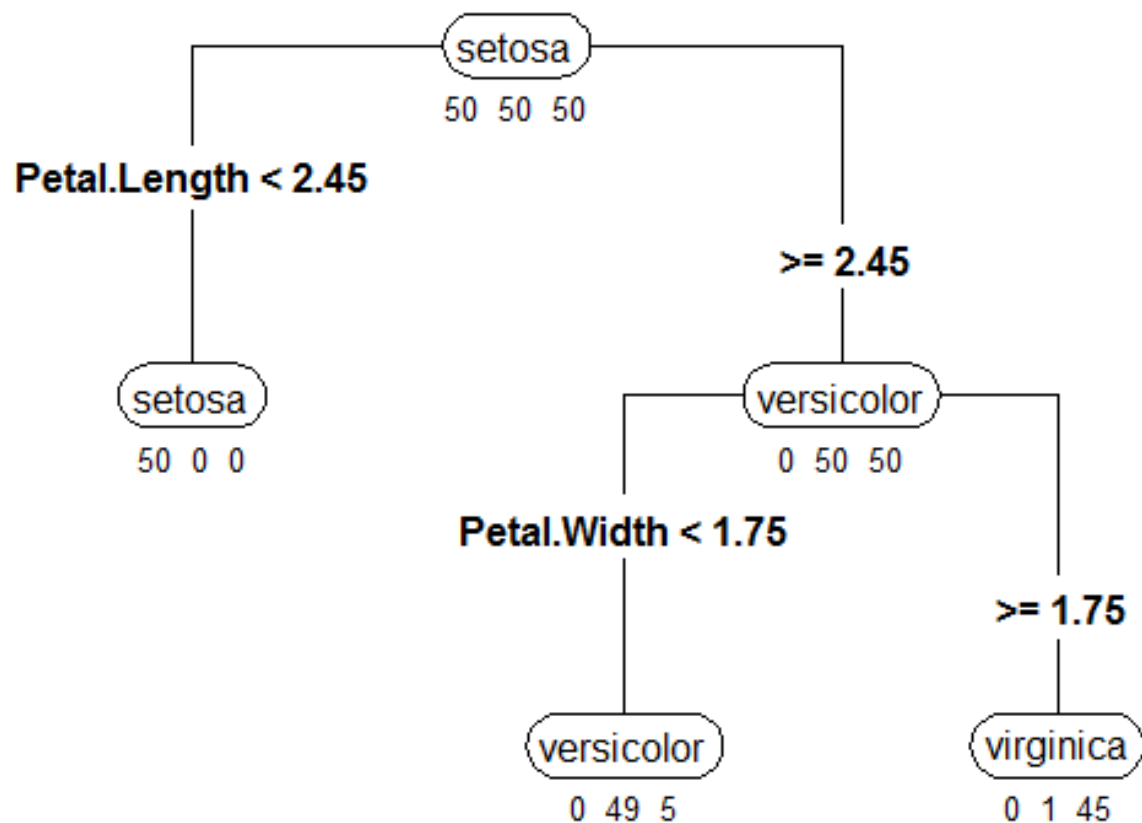 setosa
50 50 50
Petal.Length < 2.45
>= 2.45
setosa
50 0 0
versicolor
0 50 50
Petal.Width < 1.75
>= 1.75
versicolor
0 49 5
virginica
0 1 45